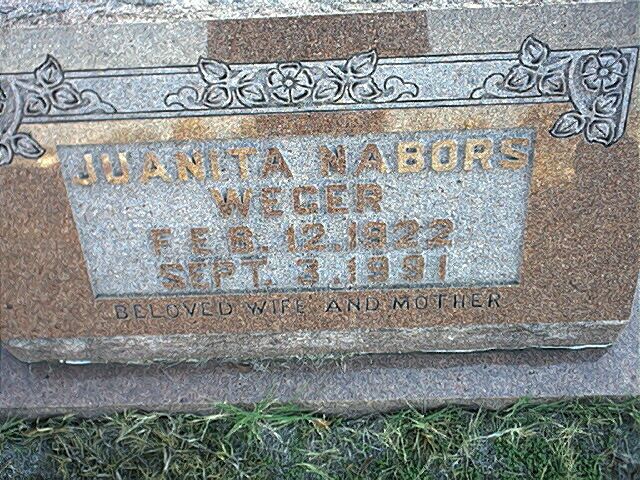 JUANITA NABORS
WEGER
FEB. 12, 1922
SEPT. 3, 1991
BELOVED WIFE AND MOTHER